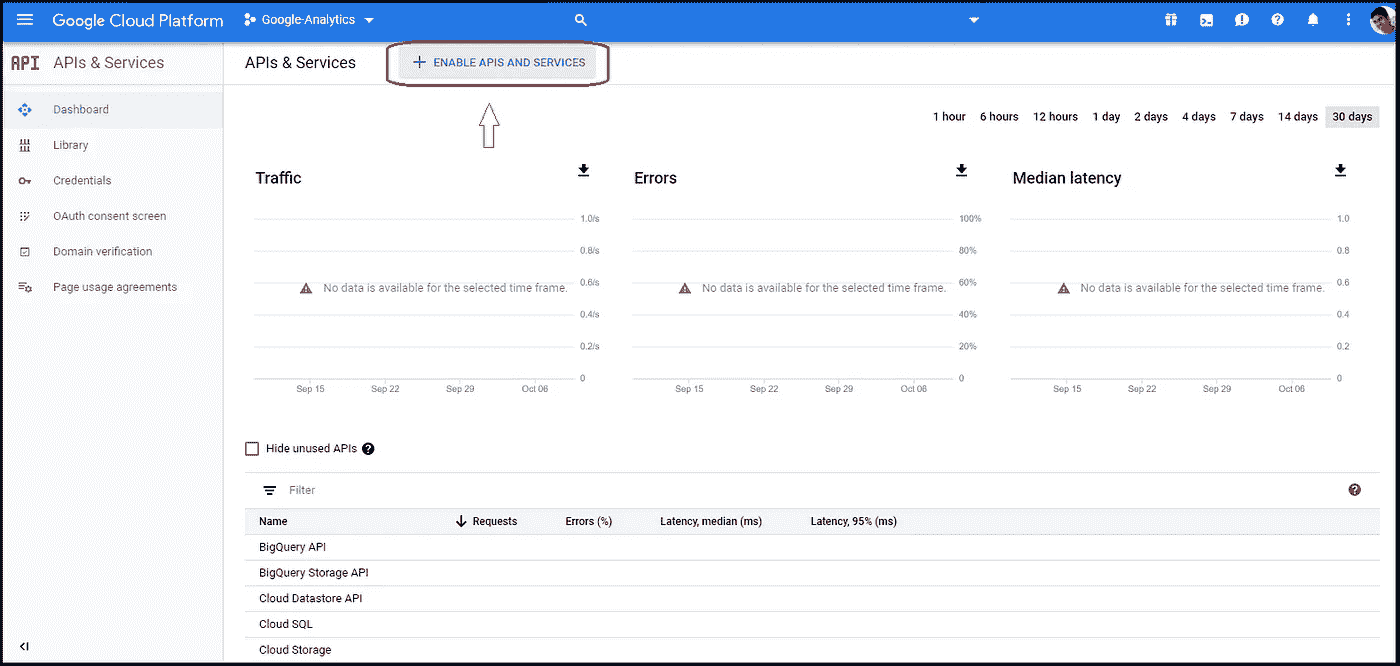 Google Cloud Platform Google-Analytics
API APIs & Services
APIs & Services + ENABLE APIS AND SERVICES
Dashboard
Library
Credentials
OAuth consent screen
Domain verification
Page usage agreements
1 hour 6 hours 12 hours 1 day 2 days 4 days 7 days 14 days 30 days
Traffic
1.0/s
0.8/s
0.6/s
0.4/s
0.2/s
0
No data is available for the selected time frame.
Sep 15 Sep 22 Sep 29 Oct 06
Errors
100%
80%
60%
40%
20%
0
No data is available for the selected time frame.
Sep 15 Sep 22 Sep 29 Oct 06
Median latency
1.0
0.8
0.6
0.4
0.2
0
No data is available for the selected time frame.
Sep 15 Sep 22 Sep 29 Oct 06
Hide unused APIs
Filter
Name Requests Errors (%) Latency, median (ms) Latency, 95% (ms)
BigQuery API
BigQuery Storage API
Cloud Datastore API
Cloud SQL
Cloud Storage